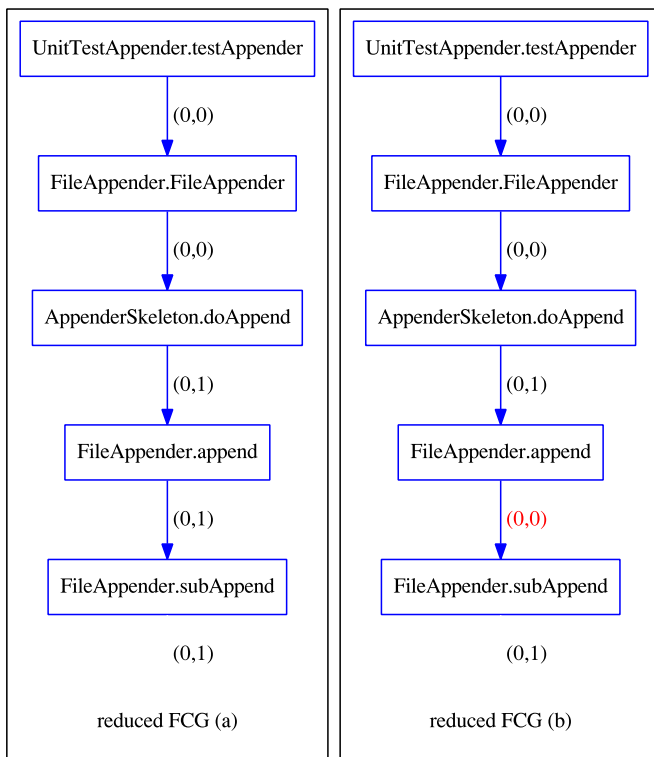 UnitTestAppender.testAppender
(0,0)
FileAppender.FileAppender
(0,0)
AppenderSkeleton.doAppend
(0,1)
FileAppender.append
(0,1)
FileAppender.subAppend
(0,1)
reduced FCG (a)
UnitTestAppender.testAppender
(0,0)
FileAppender.FileAppender
(0,0)
AppenderSkeleton.doAppend
(0,1)
FileAppender.append
(0,0)
FileAppender.subAppend
(0,1)
reduced FCG (b)